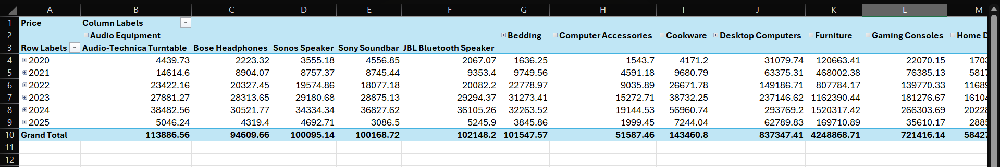 A B C D E F G H I J K L M
1 Price Column Labels
2 Audio Equipment Bedding Computer Accessories Cookware Desktop Computers Furniture Gaming Consoles Home D
3 Row Labels Audio-Technica Turntable Bose Headphones Sonos Speaker Sony Soundbar JBL Bluetooth Speaker
4 2020 4439.73 2223.32 3555.18 4556.85 2067.07 1636.25 1543.7 4171.2 31079.74 120663.41 22070.15 1703
5 2021 14614.6 8904.07 8757.37 8745.44 9353.4 9749.56 4591.18 9680.79 63375.31 468002.38 76385.13 5817
6 2022 23422.16 20327.45 19574.86 18077.18 20082.2 22778.97 9035.89 26671.78 149186.71 807784.17 139770.33 11689
7 2023 27881.27 28313.65 29180.68 28875.13 29294.37 31273.41 15272.71 38732.25 237146.62 1162390.44 181276.67 16104
8 2024 38482.56 30521.77 34334.34 36827.62 36105.26 32263.52 19144.53 56960.74 293769.2 1520317.42 266303.69 20228
9 2025 5046.24 4319.4 4692.71 3086.5 5245.9 3845.86 1999.45 7244.04 62789.83 169710.89 35610.17 2885
10 Grand Total 113886.56 94609.66 100095.14 100168.72 102148.2 101547.57 51587.46 143460.8 837347.41 4248868.71 721416.14 58427
11
12